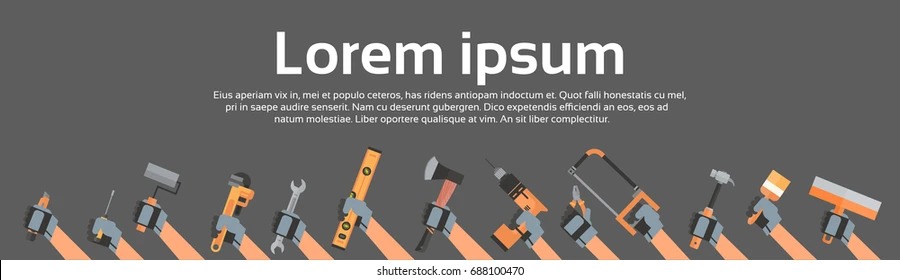 Lorem ipsum
Eius aperiam vix in, mei et populo ceteros, has ridens antiopam indoctum et. Quot falli honestatis cu mei,
pri in saepe audire senserit. Nam cu deserunt gubergren. Dico expetendis efficiendi an eos, eos ad
natum molestiae. Liber oportere qualisque at vim. An sit liber complectitur.
shutterstock.com · 688100470